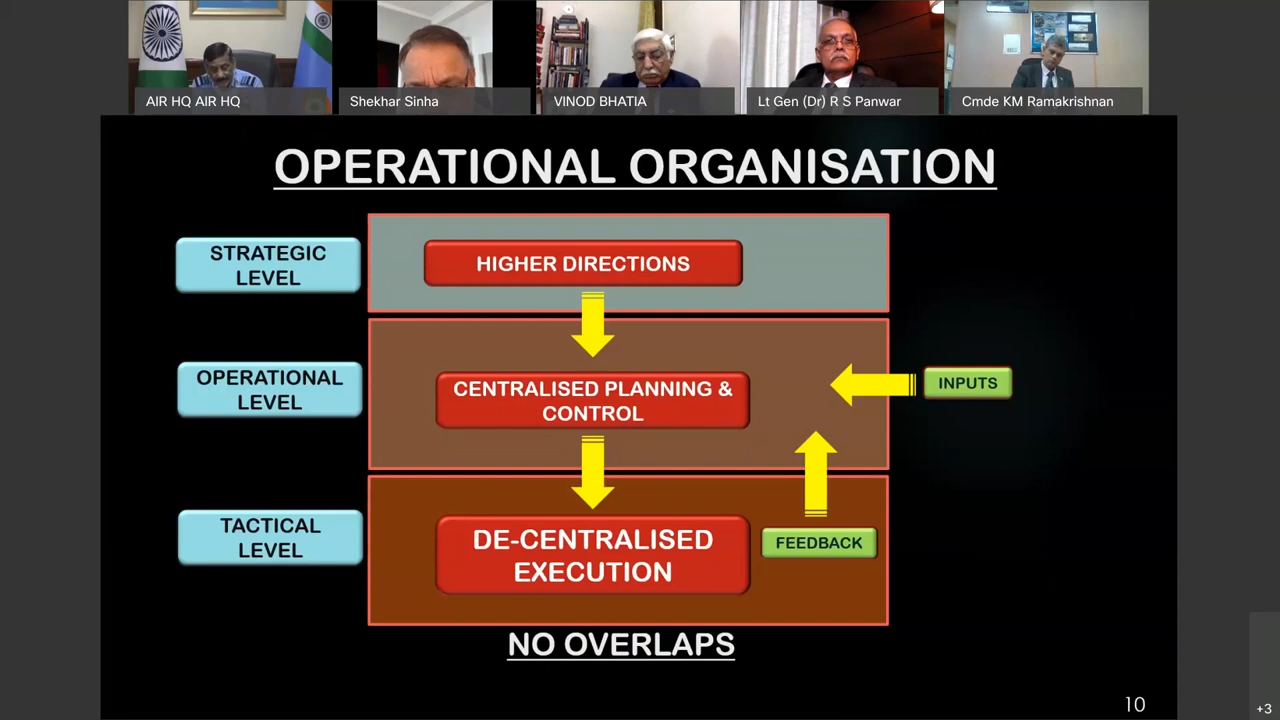 AIR HQ AIR HQ
Shekhar Sinha
VINOD BHATIA
Lt Gen (Dr) R S Panwar
Cmde KM Ramakrishnan
OPERATIONAL ORGANISATION
STRATEGIC
LEVEL
HIGHER DIRECTIONS
OPERATIONAL
LEVEL
CENTRALISED PLANNING &
CONTROL
INPUTS
TACTICAL
LEVEL
DE-CENTRALISED
EXECUTION
FEEDBACK
NO OVERLAPS
10
+3